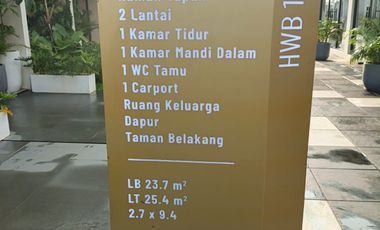 2 Lantai
1 Kamar Tidur
1 Kamar Mandi Dalam
1 WC Tamu
1 Carport
Ruang Keluarga
Dapur
Taman Belakang
LB 23.7 m²
LT 25.4 m²
2.7 x 9.4
HWB 1